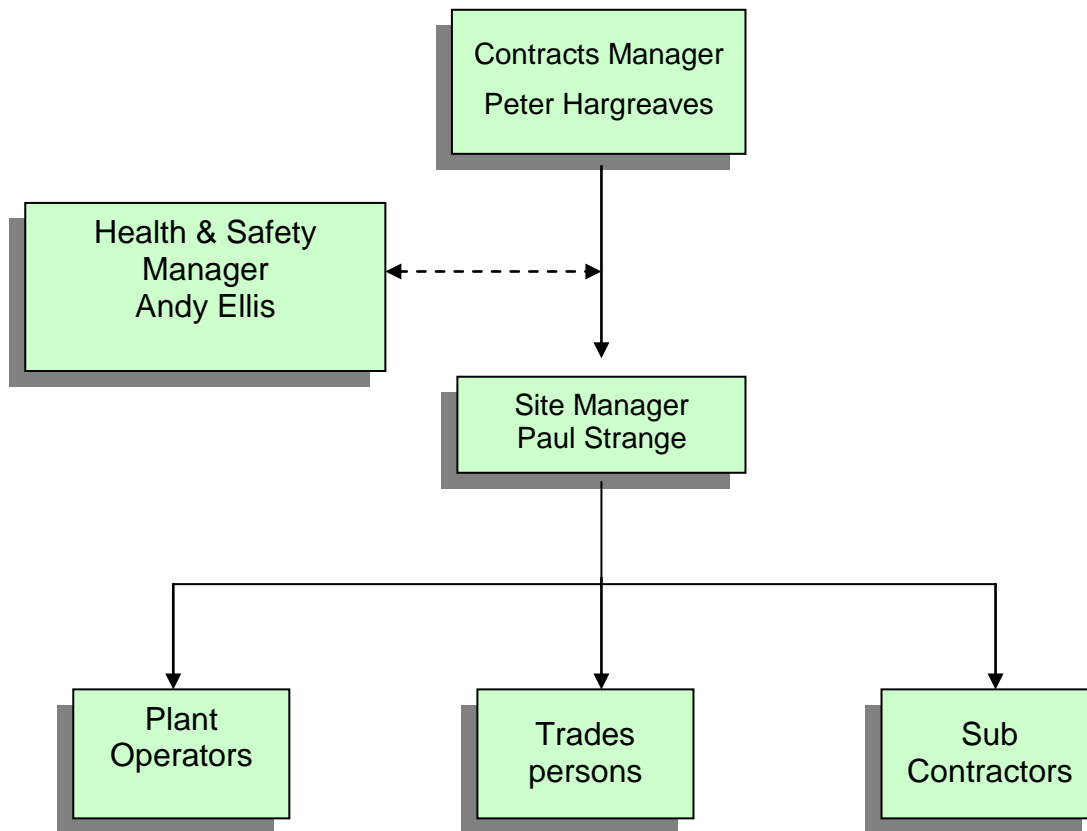 Contracts Manager
Peter Hargreaves
Health & Safety
Manager
Andy Ellis
Site Manager
Paul Strange
Plant
Operators
Trades
persons
Sub
Contractors